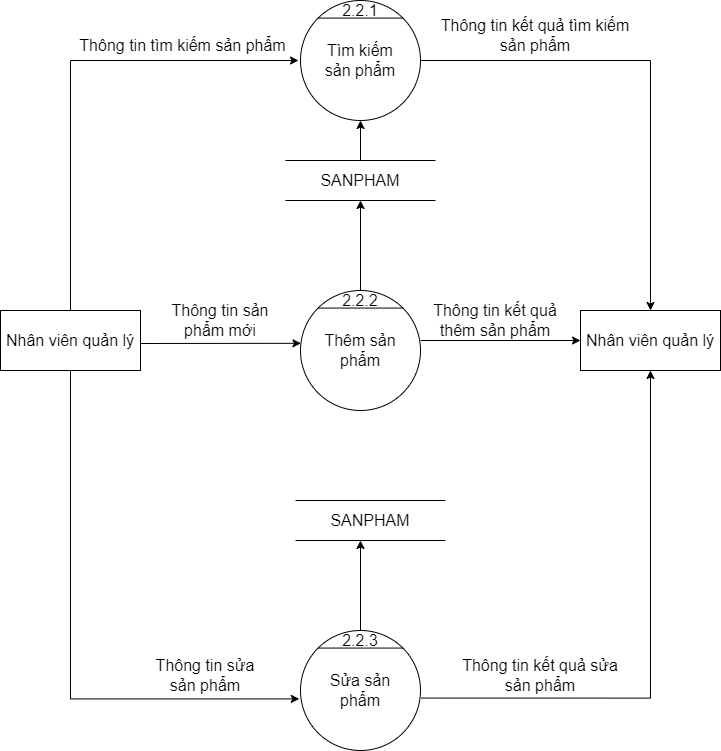 2.2.1
Thông tin tìm kiếm sản phẩm
Tìm kiếm
sản phẩm
Thông tin kết quả tìm kiếm
sản phẩm
SANPHAM
Nhân viên quản lý
Thông tin sản
phẩm mới
2.2.2
Thêm sản
phẩm
Thông tin kết quả
thêm sản phẩm
Nhân viên quản lý
SANPHAM
Thông tin sửa
sản phẩm
2.2.3
Sửa sản
phẩm
Thông tin kết quả sửa
sản phẩm